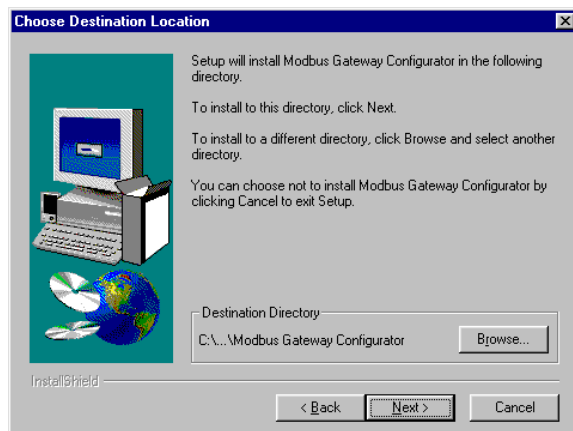 Choose Destination Location
Setup will install Modbus Gateway Configurator in the following
directory.
To install to this directory, click Next.
To install to a different directory, click Browse and select another
directory.
You can choose not to install Modbus Gateway Configurator by
clicking Cancel to exit Setup.
Destination Directory
C:\...\Modbus Gateway Configurator
Browse...
InstallShield
< Back
Next >
Cancel